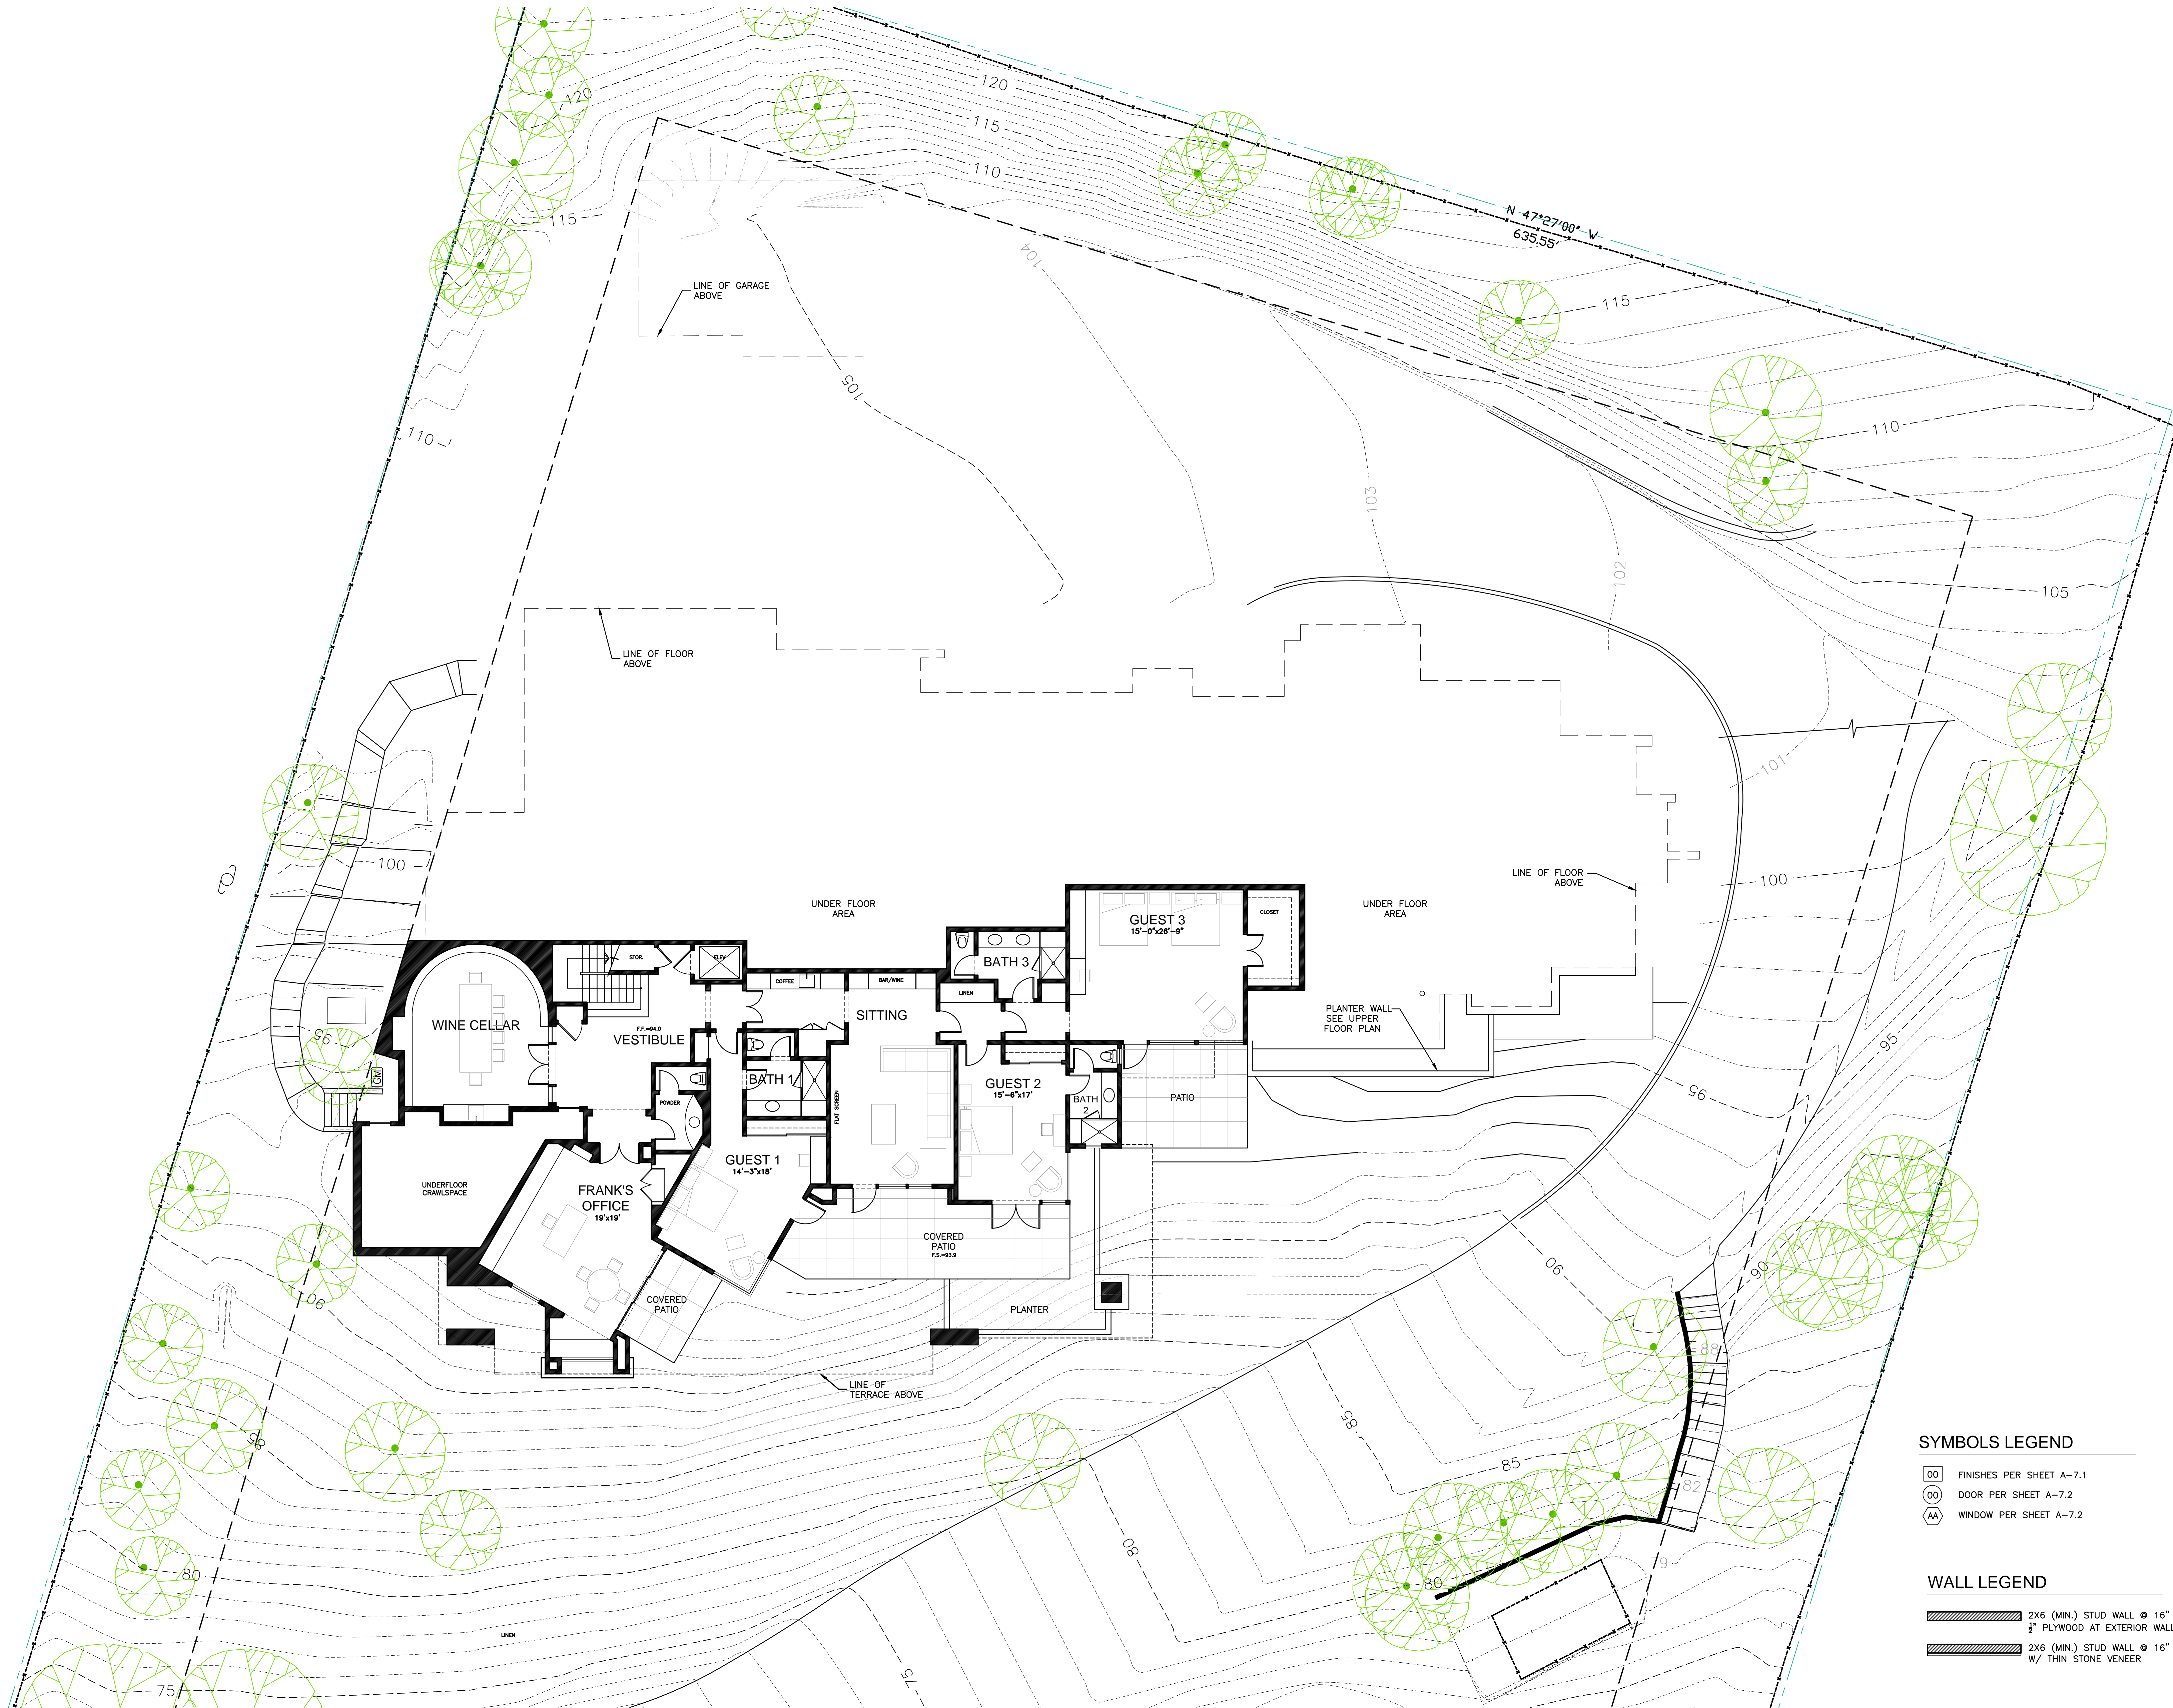 120
120
115
110
115
N 47°27'00" W
635.55'
104
LINE OF GARAGE
ABOVE
115
105
110
110
103
102
105
LINE OF FLOOR
ABOVE
101
100
LINE OF FLOOR
ABOVE
100
UNDER FLOOR
AREA
UNDER FLOOR
AREA
GUEST 3
15'-0"x26'-9"
CLOSET
STOR.
ELEV
BATH 3
COFFEE
BAR/WINE
LINEN
WINE CELLAR
F.F.=94.0
VESTIBULE
SITTING
PLANTER WALL
SEE UPPER
FLOOR PLAN
95
95
GM
BATH 1
GUEST 2
15'-6"x17'
95
POWDER
FLAT SCREEN
BATH
2
PATIO
GUEST 1
14'-3"x18'
UNDERFLOOR
CRAWLSPACE
FRANK'S
OFFICE
19'x19'
COVERED
PATIO
F.S.=93.9
90
90
90
COVERED
PATIO
PLANTER
88
LINE OF
TERRACE ABOVE
85
85
85
82
80
80
79
80
LINEN
75
75
SYMBOLS LEGEND
00 FINISHES PER SHEET A-7.1
00 DOOR PER SHEET A-7.2
AA WINDOW PER SHEET A-7.2
WALL LEGEND
2X6 (MIN.) STUD WALL @ 16"
½" PLYWOOD AT EXTERIOR WALL
2X6 (MIN.) STUD WALL @ 16"
W/ THIN STONE VENEER